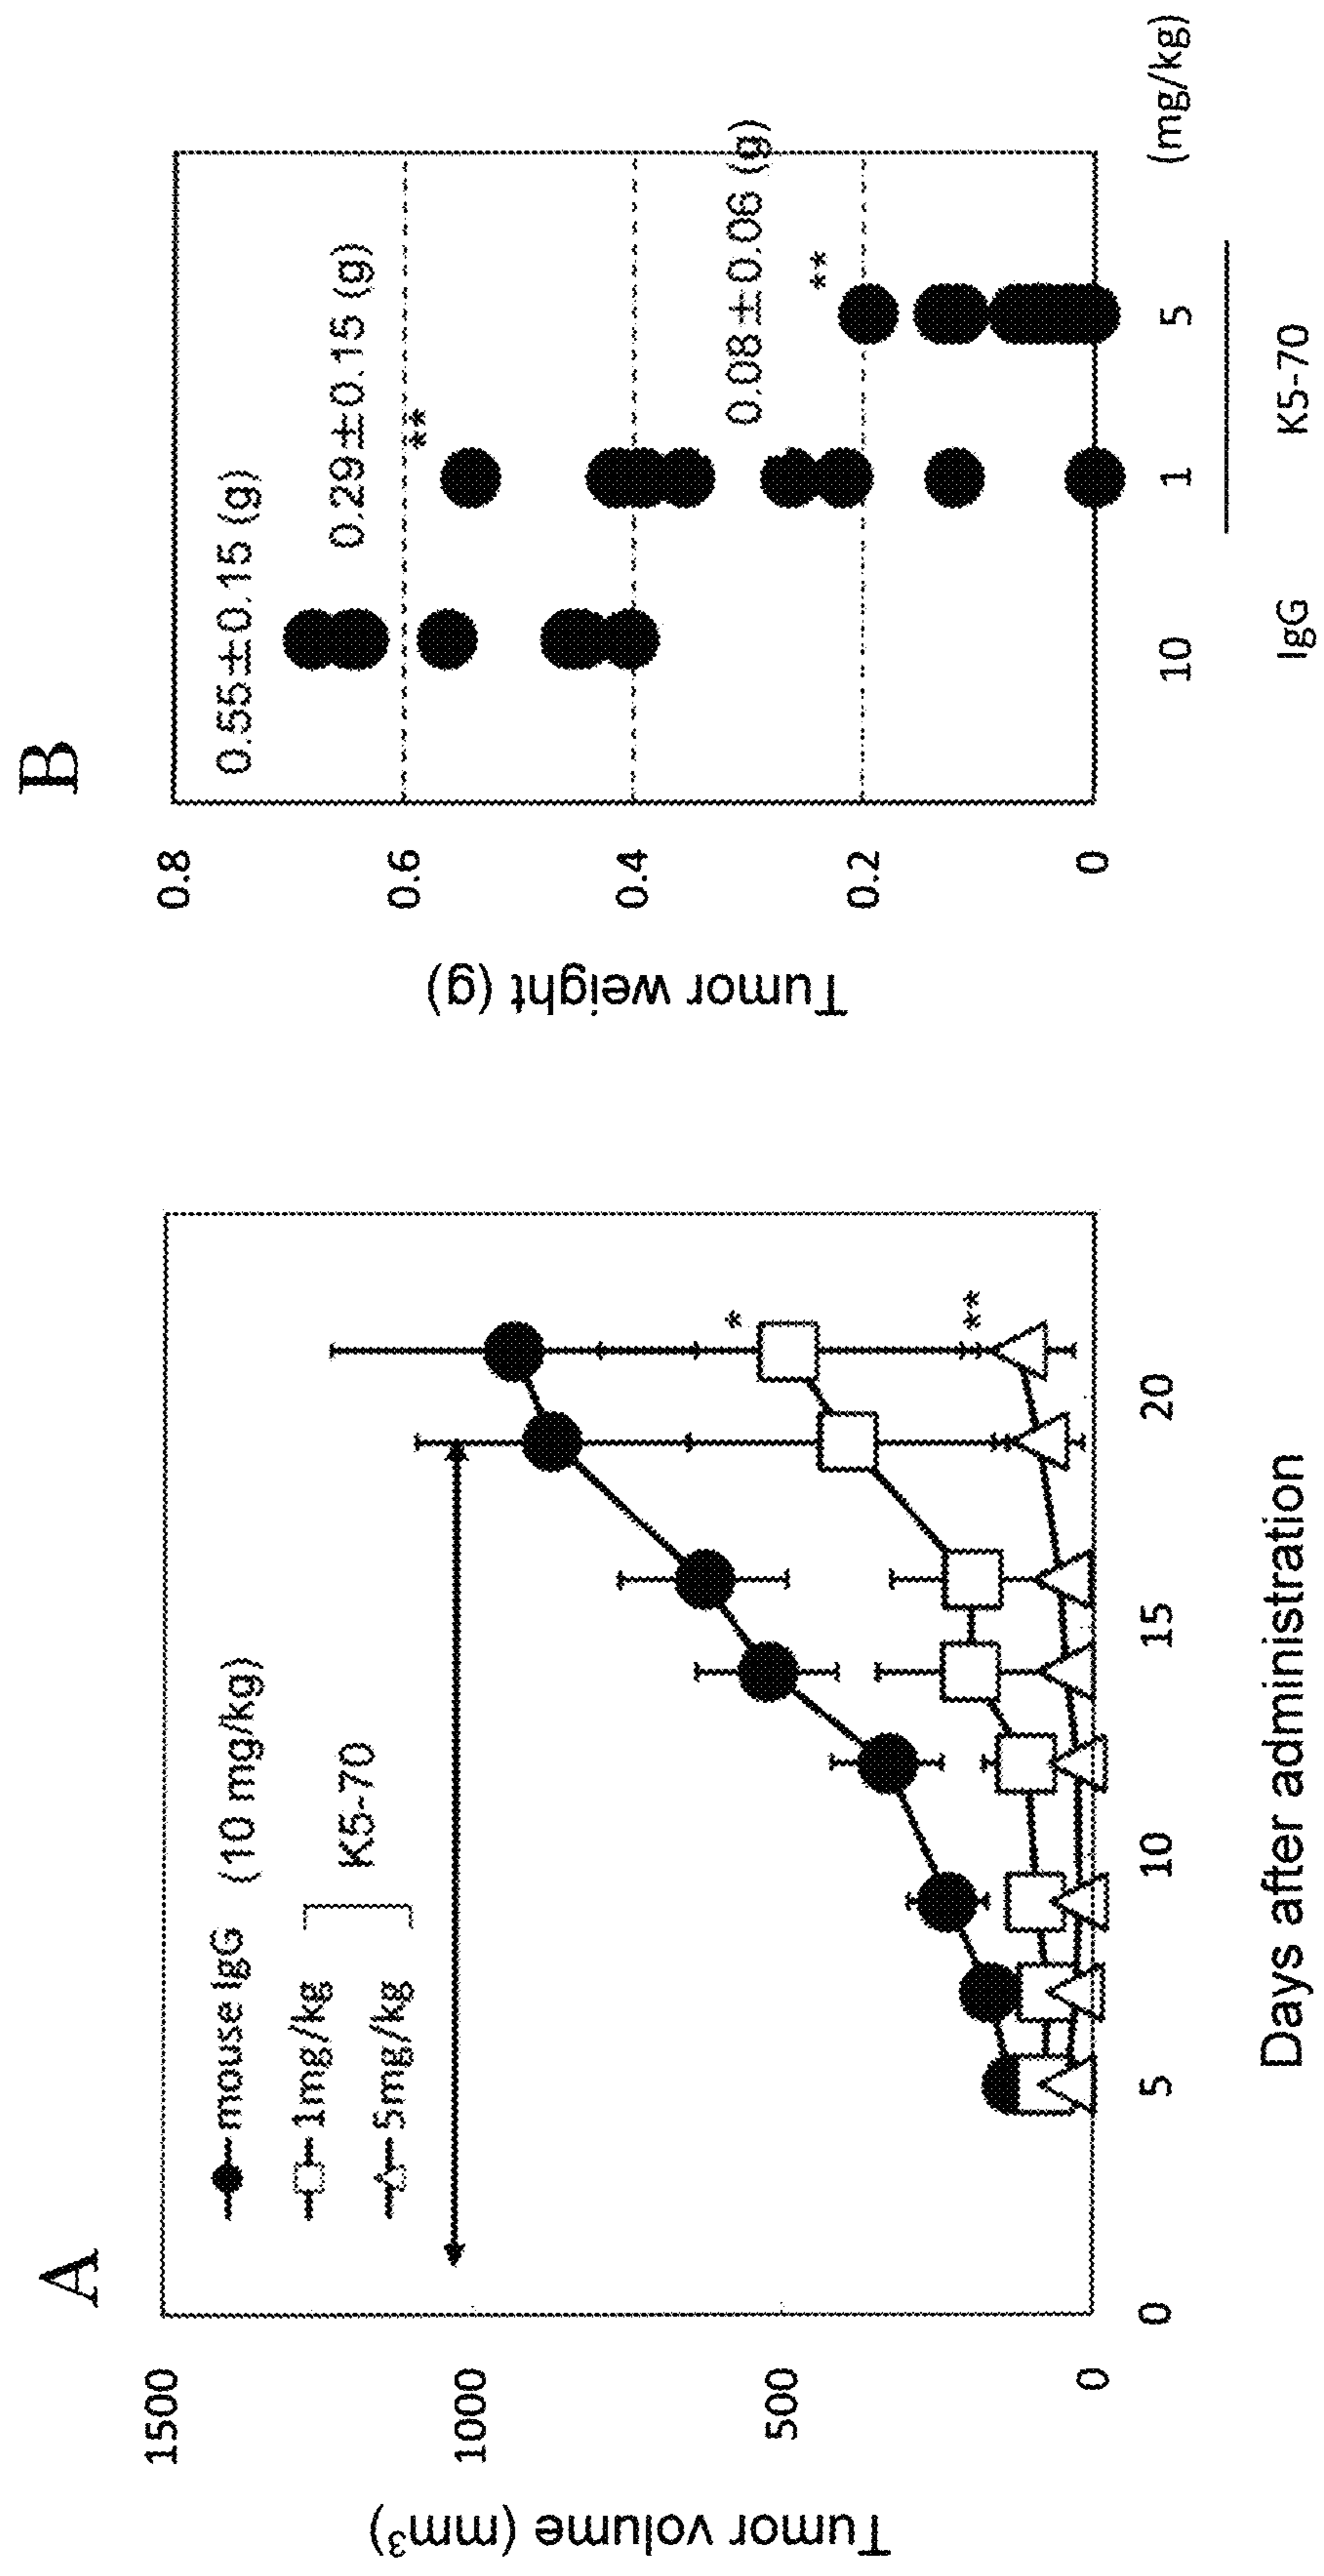 A
Tumor volume (mm³)
1500
1000
500
0
mouse IgG (10 mg/kg)
1mg/kg
5mg/kg
K5-70
*
**
0
5
10
15
20
Days after administration
B
Tumor weight (g)
0.8
0.6
0.4
0.2
0
0.55±0.15 (g)
0.29±0.15 (g)
**
0.08±0.06 (g)
**
10
1
5
(mg/kg)
IgG
K5-70